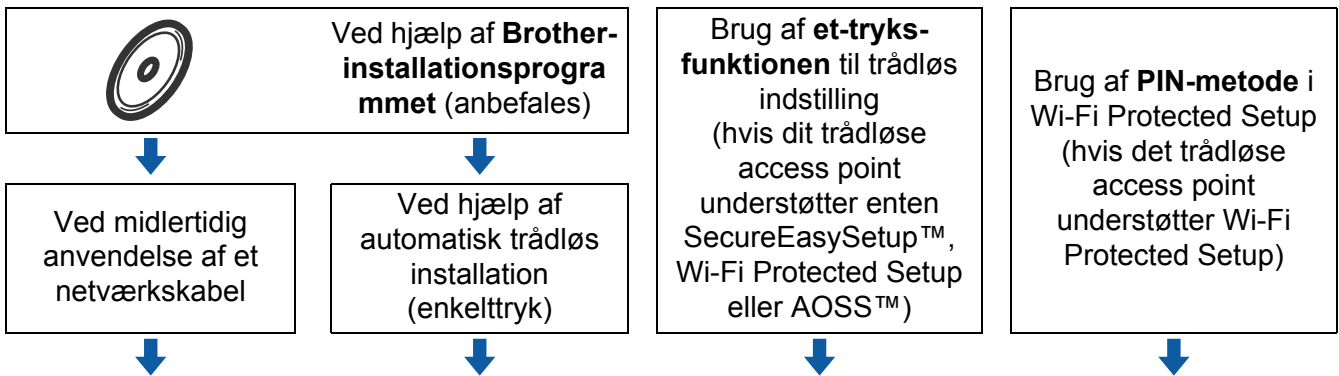 Ved hjælp af Brother-
installationsprogra
mmet (anbefales)
Ved midlertidig
anvendelse af et
netværkskabel
Ved hjælp af
automatisk trådløs
installation
(enkelttryk)
Brug af et-tryks-
funktionen til trådløs
indstilling
(hvis dit trådløse
access point
understøtter enten
SecureEasySetup™,
Wi-Fi Protected Setup
eller AOSS™)
Brug af PIN-metode i
Wi-Fi Protected Setup
(hvis det trådløse
access point
understøtter Wi-Fi
Protected Setup)